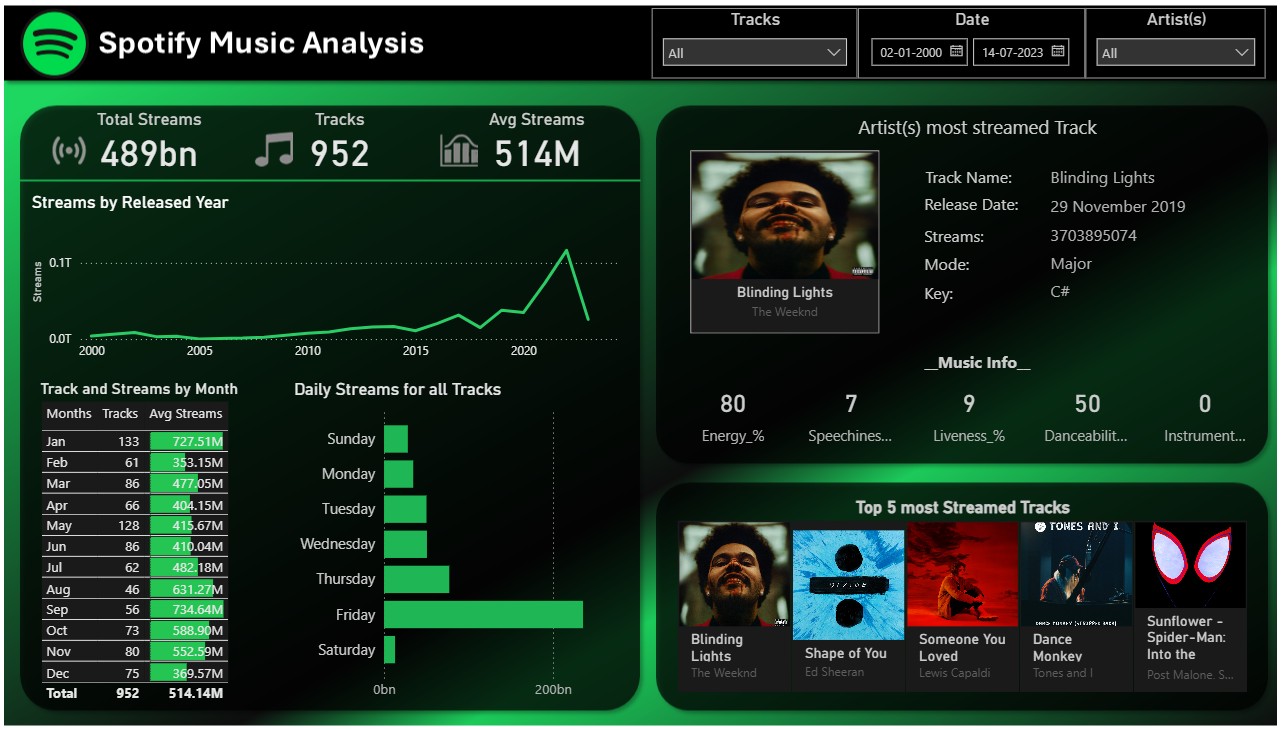 Spotify Music Analysis
Tracks
All
Date
02-01-2000
14-07-2023
Artist(s)
All
Total Streams
489bn
Tracks
952
Avg Streams
514M
Streams by Released Year
Streams
0.1T
0.0T
2000 2005 2010 2015 2020
Track and Streams by Month
Months Tracks Avg Streams
Jan 133 727.51M
Feb 61 353.15M
Mar 86 477.05M
Apr 66 404.15M
May 128 415.67M
Jun 86 410.04M
Jul 62 482.18M
Aug 46 631.27M
Sep 56 734.64M
Oct 73 588.90M
Nov 80 552.59M
Dec 75 369.57M
Total 952 514.14M
Daily Streams for all Tracks
Sunday
Monday
Tuesday
Wednesday
Thursday
Friday
Saturday
0bn 200bn
Artist(s) most streamed Track
Blinding Lights
The Weeknd
Track Name: Blinding Lights
Release Date: 29 November 2019
Streams: 3703895074
Mode: Major
Key: C#
__Music Info__
80 7 9 50 0
Energy_% Speechines... Liveness_% Danceabilit... Instrument...
Top 5 most Streamed Tracks
Blinding
Lights
The Weeknd
Shape of You
Ed Sheeran
Someone You
Loved
Lewis Capaldi
TONES AND I
Dance
Monkey
Tones and I
Sunflower -
Spider-Man:
Into the
Post Malone, S...